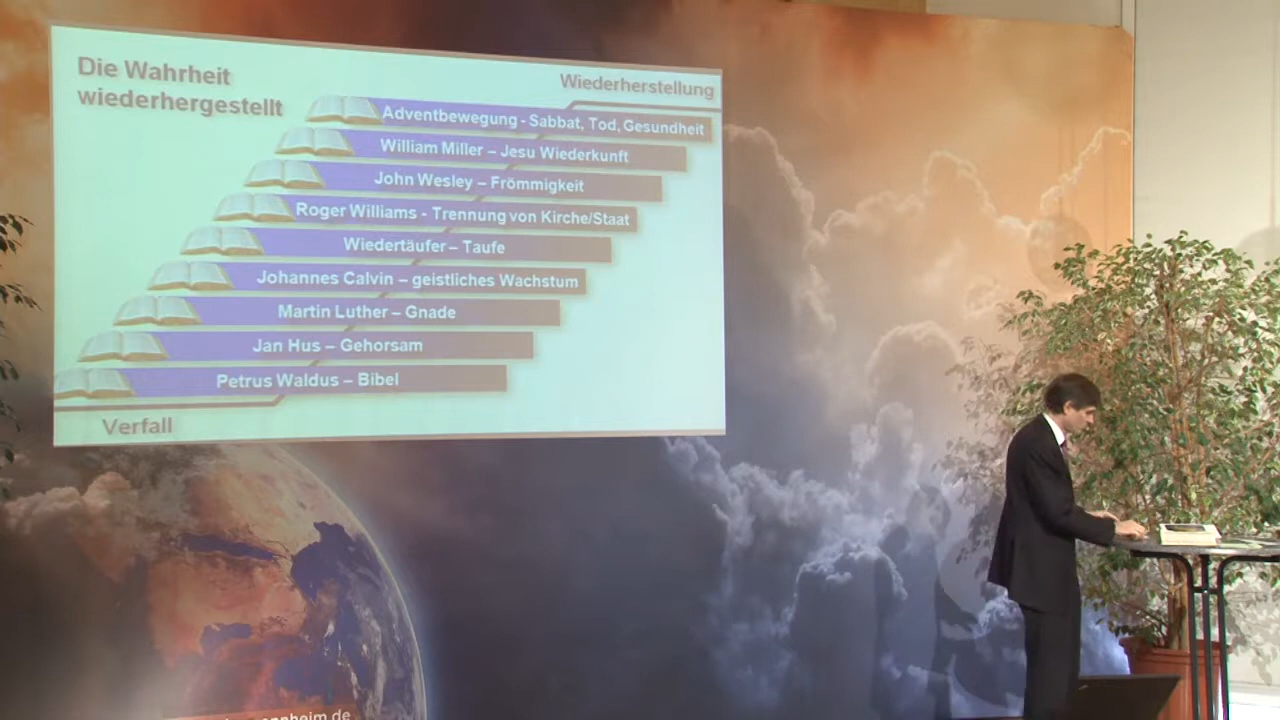 Die Wahrheit
wiederhergestellt
Wiederherstellung
Adventbewegung - Sabbat, Tod, Gesundheit
William Miller – Jesu Wiederkunft
John Wesley – Frömmigkeit
Roger Williams - Trennung von Kirche/Staat
Wiedertäufer – Taufe
Johannes Calvin – geistliches Wachstum
Martin Luther – Gnade
Jan Hus – Gehorsam
Petrus Waldus – Bibel
Verfall